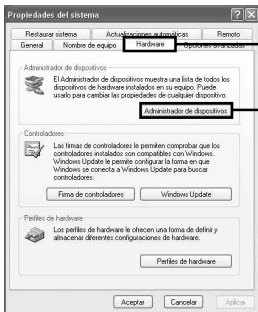 Propiedades del sistema
Restaurar sistema Actualizaciones automáticas Remoto
General Nombre de equipo Hardware Opciones avanzadas
Administrador de dispositivos
El Administrador de dispositivos muestra una lista de todos los
dispositivos de hardware instalados en su equipo. Puede
usarlo para cambiar las propiedades de cualquier dispositivo.
Administrador de dispositivos
Controladores
Las firmas de controladores le permiten comprobar que los
controladores instalados son compatibles con Windows.
Windows Update le permite configurar la forma en que
Windows se conecta a Windows Update para buscar
controladores.
Firma de controladores Windows Update
Perfiles de hardware
Los perfiles de hardware le ofrecen una forma de definir y
almacenar diferentes configuraciones de hardware.
Perfiles de hardware
Aceptar Cancelar Aplicar